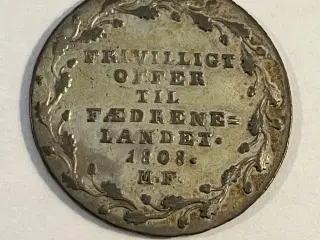 FRIVILLIGT
OFFER
TIL
FÆDRENE=
LANDET.
1808.
M.F.